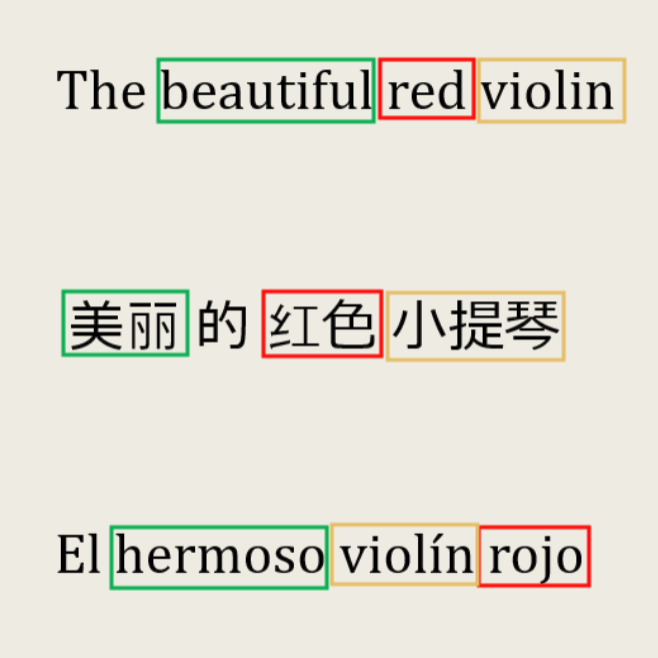 The beautiful red violin
美丽 的 红色 小提琴
El hermoso violín rojo